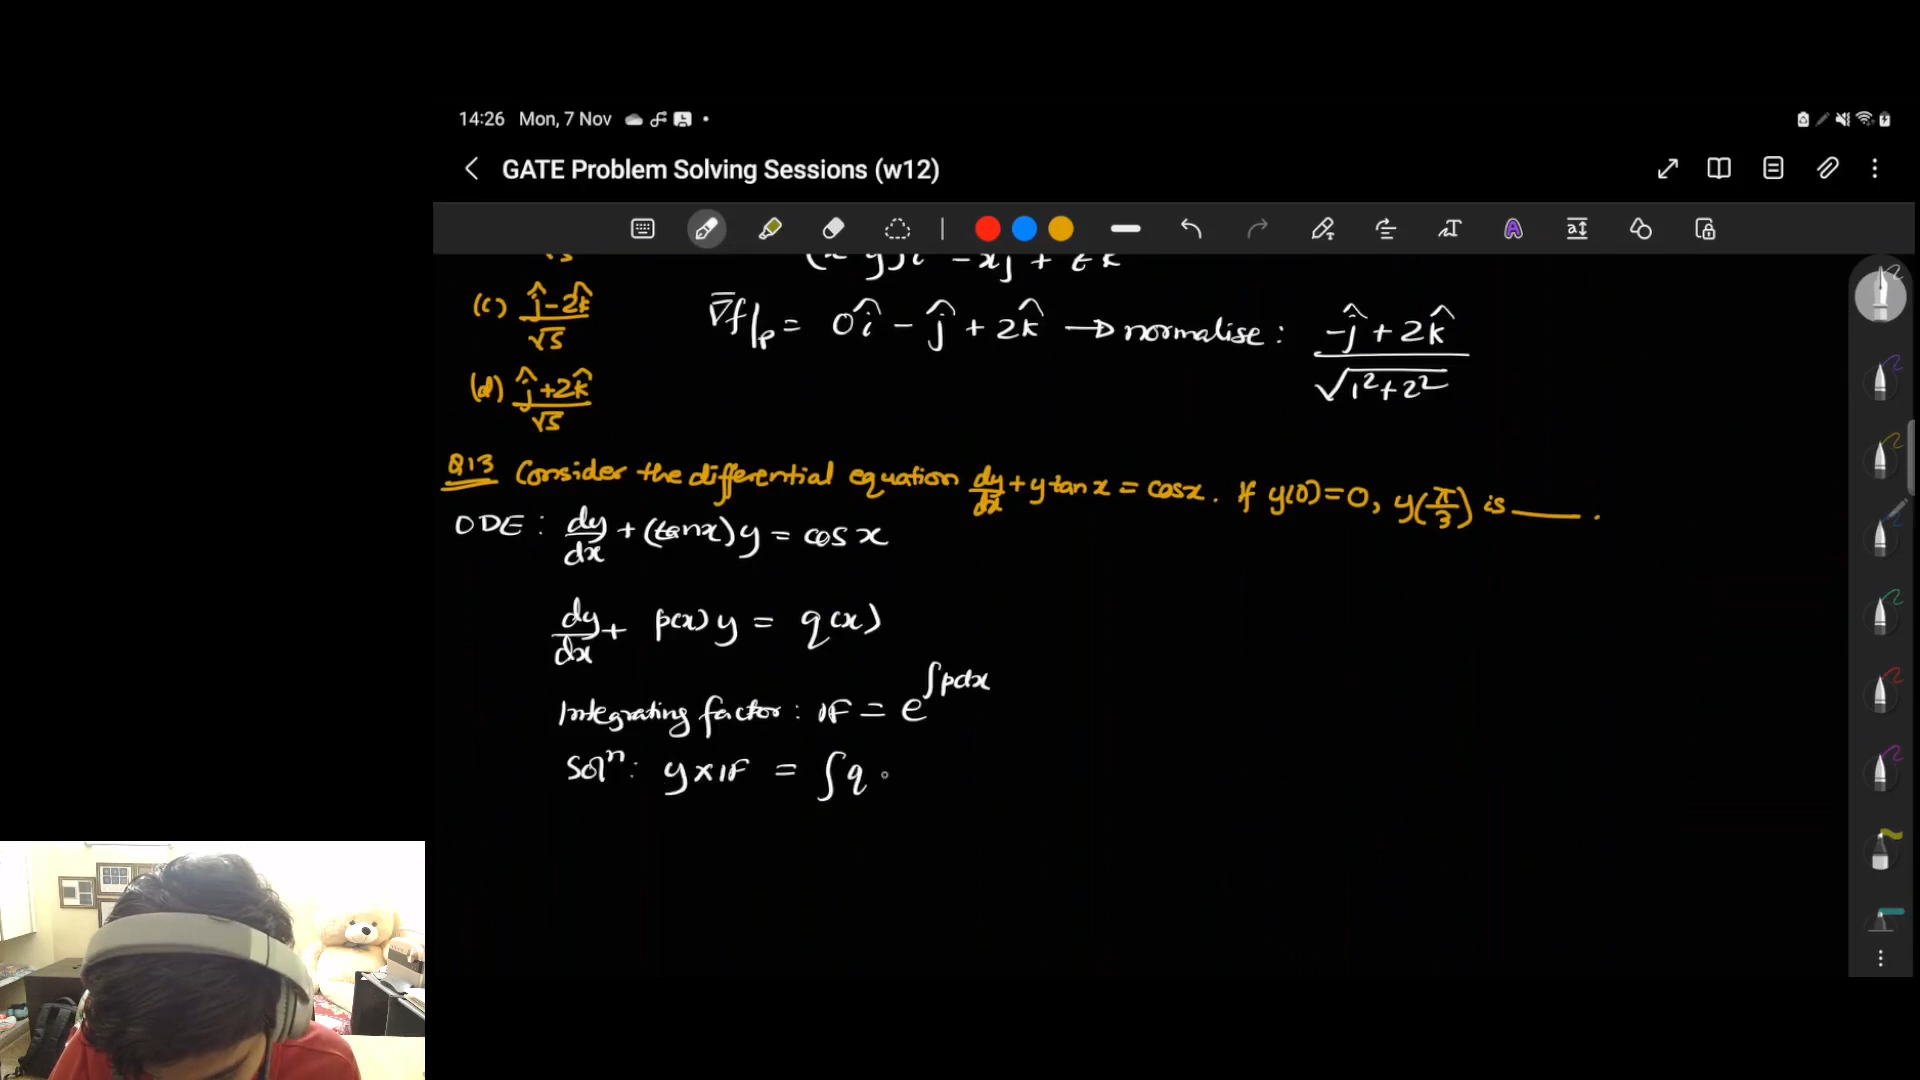 14:26 Mon, 7 Nov
GATE Problem Solving Sessions (w12)
√5
(c) (ĵ-2k̂)/√5
∇̄f|p = 0î - ĵ + 2k̂ → normalise : (-ĵ + 2k̂)/√(1²+2²)
(d) (ĵ+2k̂)/√5
Q13 Consider the differential equation dy/dx + y tan x = cos x. If y(0)=0, y(π/3) is ____ .
ODE : dy/dx + (tan x) y = cos x
dy/dx + p(x) y = q(x)
Integrating factor : IF = e^∫pdx
Solⁿ: y x IF = ∫q ·